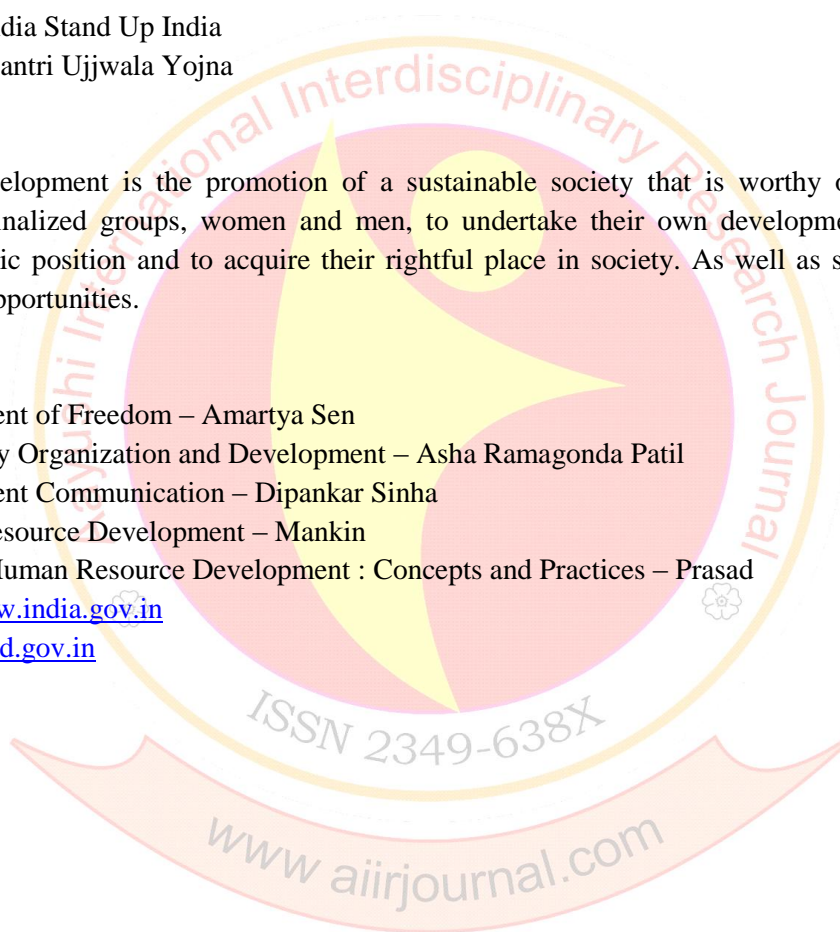 dia Stand Up India
antri Ujjwala Yojna
elopment is the promotion of a sustainable society that is worthy
nalized groups, women and men, to undertake their own developme
ic position and to acquire their rightful place in society. As well as s
pportunities.
ent of Freedom – Amartya Sen
y Organization and Development – Asha Ramagonda Patil
ent Communication – Dipankar Sinha
esource Development – Mankin
Human Resource Development : Concepts and Practices – Prasad
w.india.gov.in
d.gov.in
Aayushi International Interdisciplinary Research Journal
ISSN 2349-638X
www aiirjournal.com